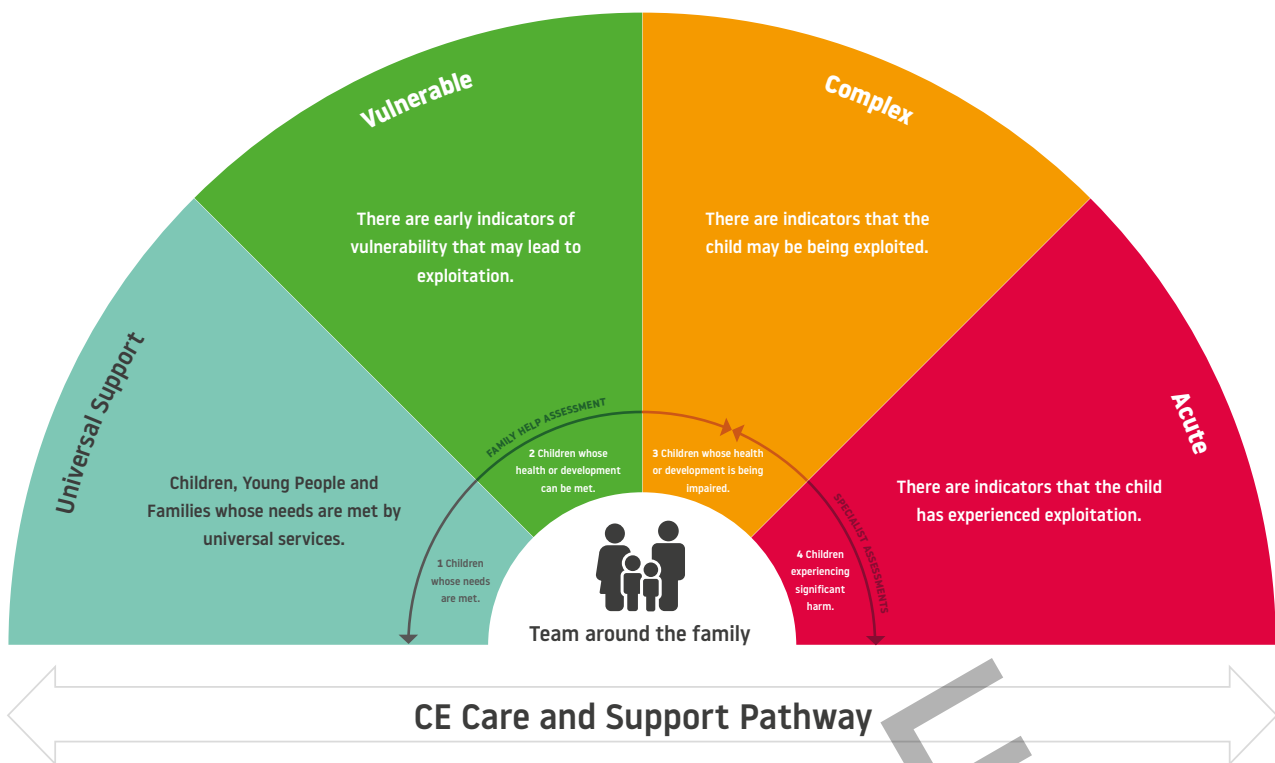 Universal Support
Children, Young People and
Families whose needs are met by
universal services.
1 Children
whose needs
are met.
Vulnerable
There are early indicators of
vulnerability that may lead to
exploitation.
FAMILY HELP ASSESSMENT
2 Children whose
health or development
can be met.
Complex
There are indicators that the
child may be being exploited.
3 Children whose health
or development is being
impaired.
Acute
There are indicators that the child
has experienced exploitation.
SPECIALIST ASSESSMENTS
4 Children
experiencing
significant
harm.
Team around the family
CE Care and Support Pathway